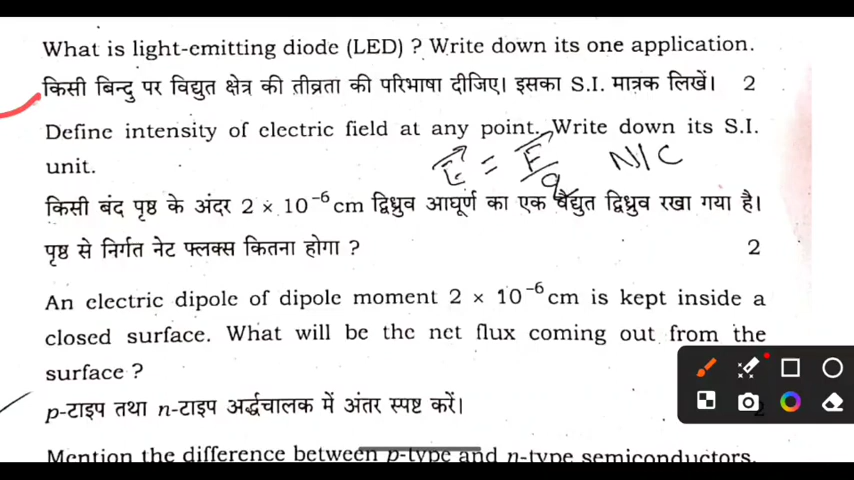 What is light-emitting diode (LED) ? Write down its one application.
किसी बिन्दु पर विद्युत क्षेत्र की तीव्रता की परिभाषा दीजिए। इसका S.I. मात्रक लिखें। 2
Define intensity of electric field at any point. Write down its S.I.
unit.
E = F/q N/C
किसी बंद पृष्ठ के अंदर 2 × 10⁻⁶ cm द्विध्रुव आघूर्ण का एक वैद्युत द्विध्रुव रखा गया है।
पृष्ठ से निर्गत नेट फ्लक्स कितना होगा ? 2
An electric dipole of dipole moment 2 × 10⁻⁶ cm is kept inside a
closed surface. What will be the net flux coming out from the
surface ?
p-टाइप तथा n-टाइप अर्द्धचालक में अंतर स्पष्ट करें। 2
Mention the difference between p-type and n-type semiconductors.